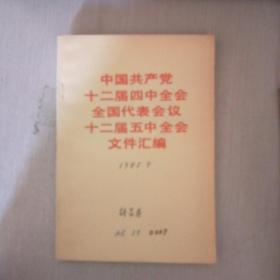 中国共产党
十二届四中全会
全国代表会议
十二届五中全会
文件汇编
1985.9